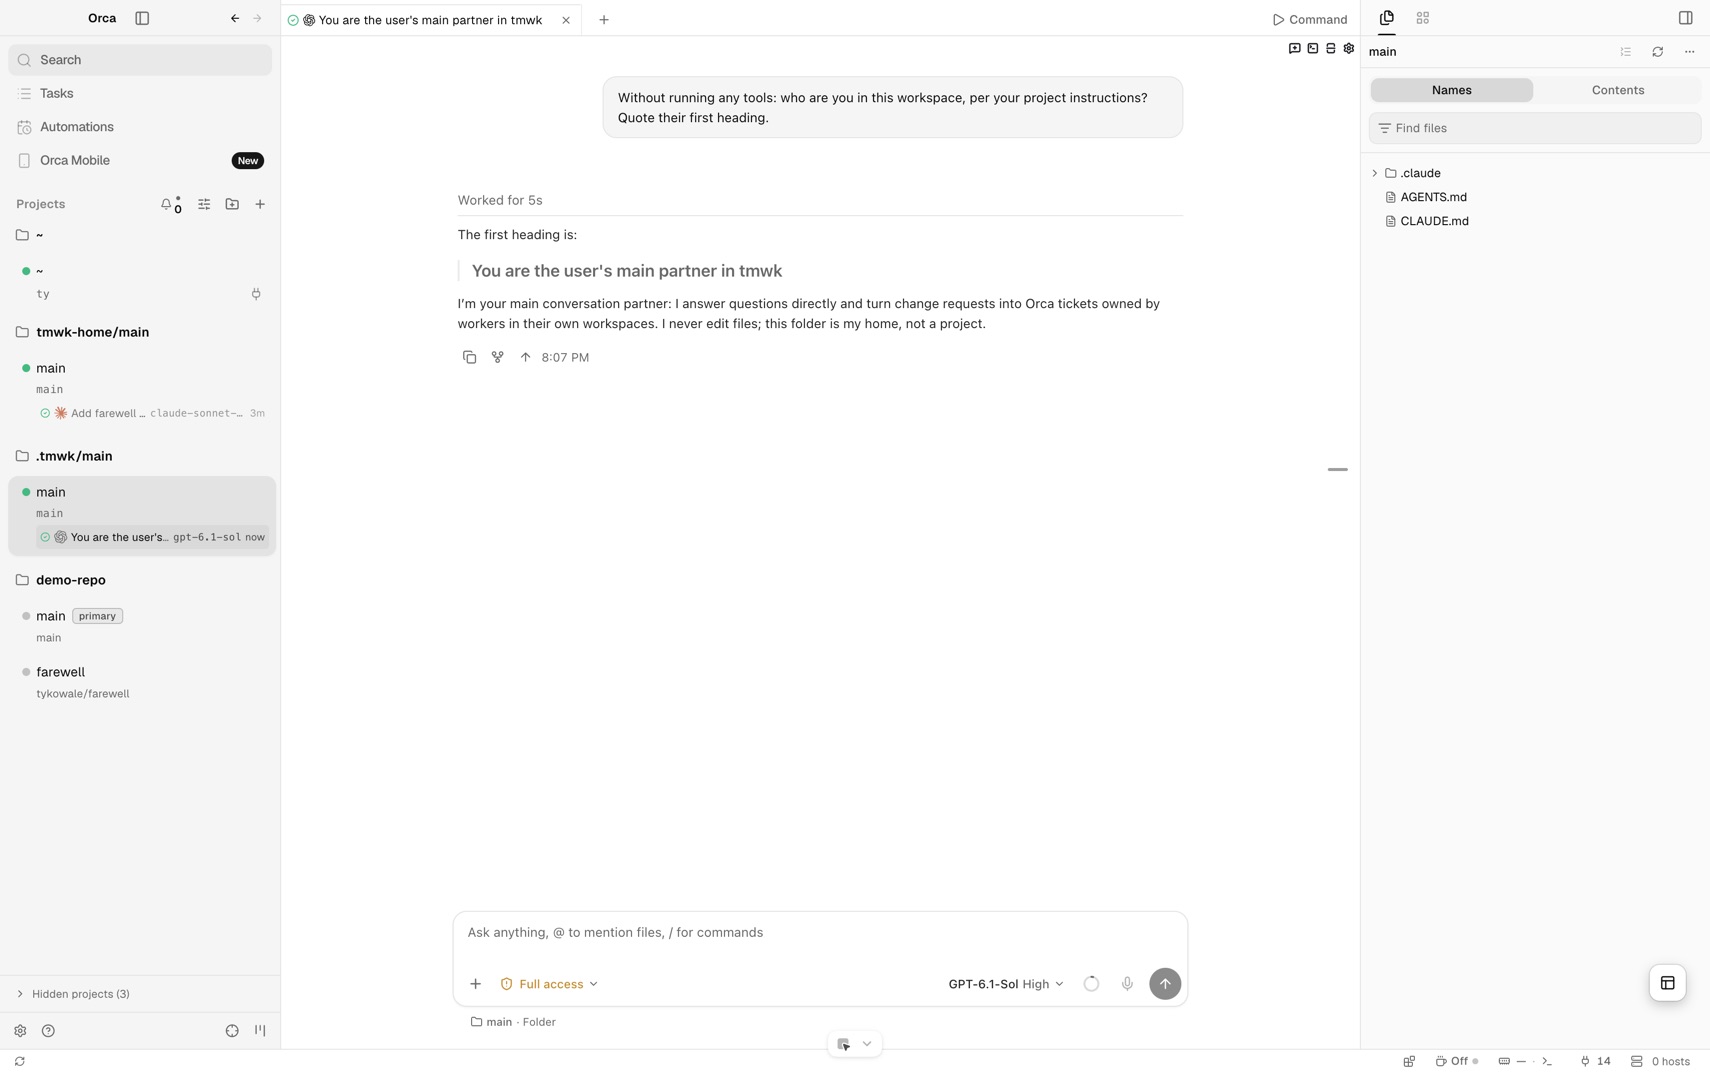 Orca
Search
Tasks
Automations
Orca Mobile
New
Projects
0
~
~
ty
tmwk-home/main
main
main
Add farewell ... claude-sonnet-... 3m
.tmwk/main
main
main
You are the user's... gpt-6.1-sol now
demo-repo
main primary
main
farewell
tykowale/farewell
Hidden projects (3)
You are the user's main partner in tmwk
Command
Without running any tools: who are you in this workspace, per your project instructions?
Quote their first heading.
Worked for 5s
The first heading is:
You are the user's main partner in tmwk
I'm your main conversation partner: I answer questions directly and turn change requests into Orca tickets owned by
workers in their own workspaces. I never edit files; this folder is my home, not a project.
8:07 PM
Ask anything, @ to mention files, / for commands
Full access
GPT-6.1-Sol High
main · Folder
main
Names
Contents
Find files
.claude
AGENTS.md
CLAUDE.md
Off
14
0 hosts